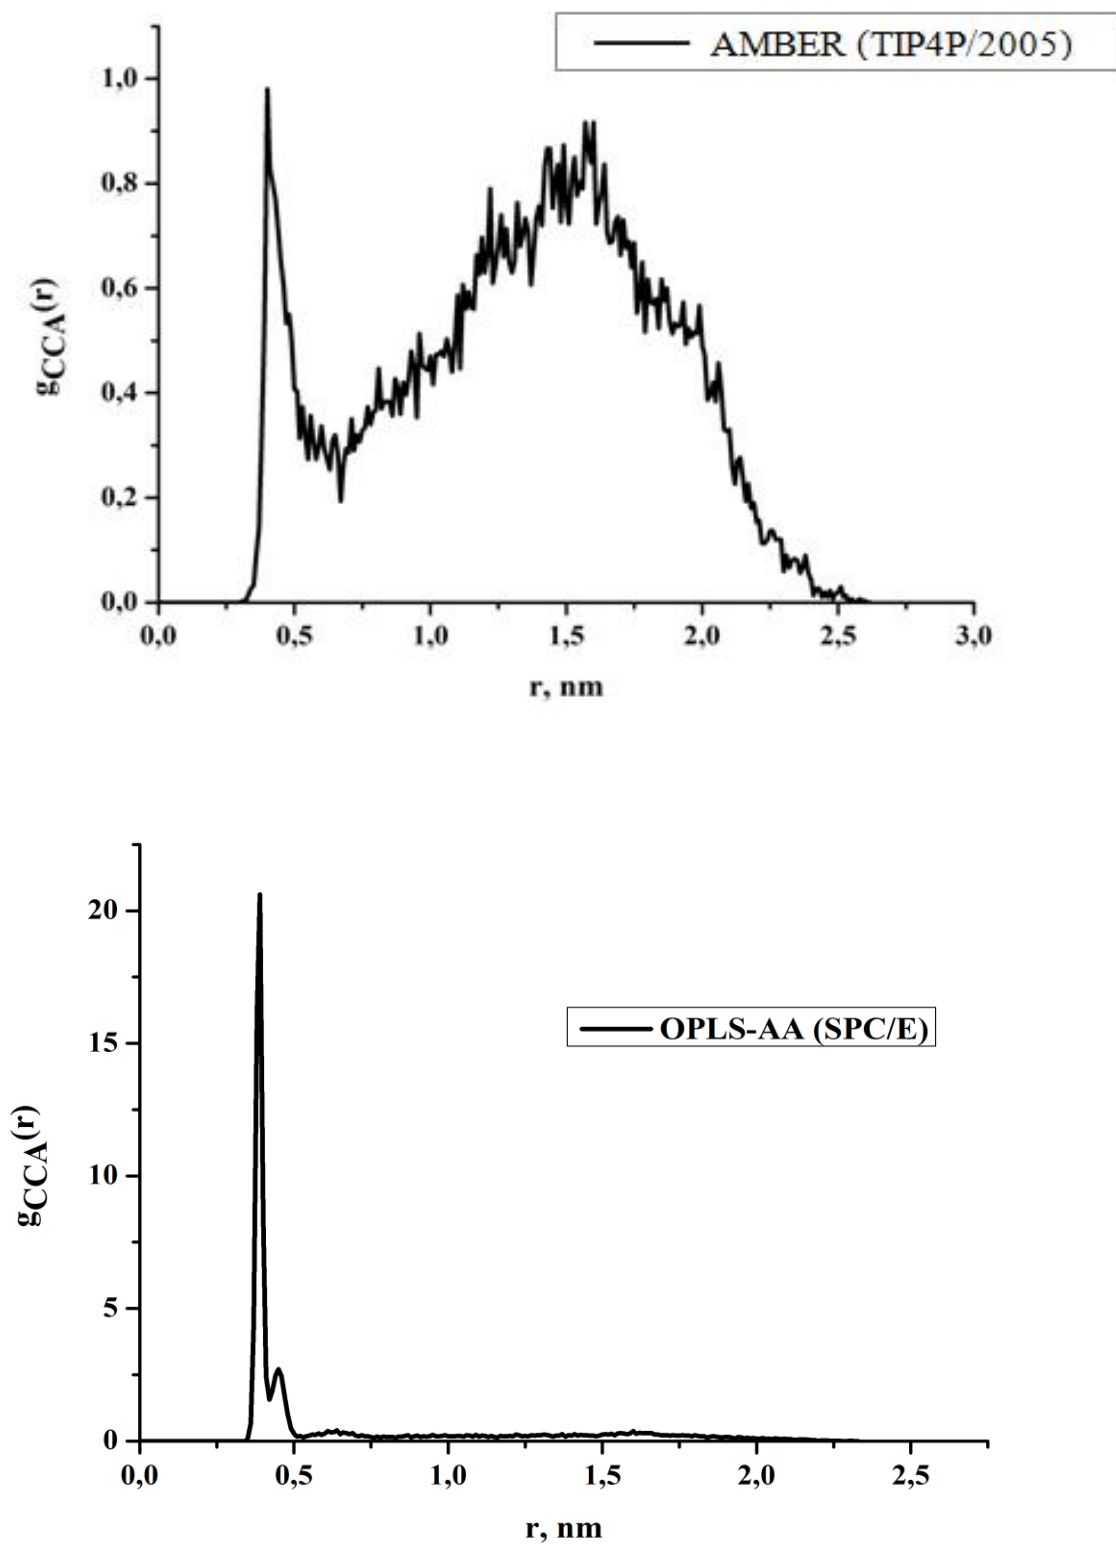 AMBER (TIP4P/2005)
1,0
0,8
0,6
0,4
0,2
0,0
gCCA(r)
0,0 0,5 1,0 1,5 2,0 2,5 3,0
r, nm
20
15
10
5
0
OPLS-AA (SPC/E)
gCCA(r)
0,0 0,5 1,0 1,5 2,0 2,5
r, nm